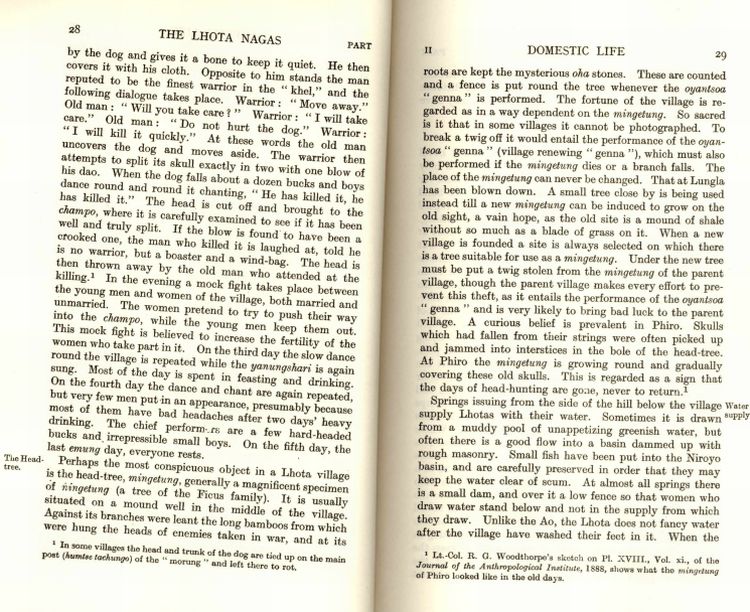 28
THE LHOTA NAGAS
PART
by the dog and gives it a bone to keep it quiet. He then
covers it with his cloth. Opposite to him stands the man
reputed to be the finest warrior in the “ khel,” and the
following dialogue takes place. Warrior: “ Move away.”
Old man: “ Will you take care ? ” Warrior: “ I will take
care.” Old man: “ Do not hurt the dog.” Warrior:
“ I will kill it quickly.” At these words the old man
uncovers the dog and moves aside. The warrior then
attempts to split its skull exactly in two with one blow of
his dao. When the dog falls about a dozen bucks and boys
dance round and round it chanting, “ He has killed it, he
has killed it.” The head is cut off and brought to the
champo, where it is carefully examined to see if it has been
well and truly split. If the blow is found to have been a
crooked one, the man who killed it is laughed at, told he
is no warrior, but a boaster and a wind-bag. The head is
then thrown away by the old man who attended at the
killing.¹ In the evening a mock fight takes place between
the young men and women of the village, both married and
unmarried. The women pretend to try to push their way
into the champo, while the young men keep them out.
This mock fight is believed to increase the fertility of the
women who take part in it. On the third day the slow dance
round the village is repeated while the yanungshari is again
sung. Most of the day is spent in feasting and drinking.
On the fourth day the dance and chant are again repeated,
but very few men put in an appearance, presumably because
most of them have bad headaches after two days’ heavy
drinking. The chief performers are a few hard-headed
bucks and irrepressible small boys. On the fifth day, the
last emung day, everyone rests.
The Head-
tree.
Perhaps the most conspicuous object in a Lhota village
is the head-tree, mingetung, generally a magnificent specimen
of ningetung (a tree of the Ficus family). It is usually
situated on a mound well in the middle of the village.
Against its branches were leant the long bamboos from which
were hung the heads of enemies taken in war, and at its
¹ In some villages the head and trunk of the dog are tied up on the main
post (humtse tachungo) of the “ morung ” and left there to rot.
II
DOMESTIC LIFE
29
roots are kept the mysterious oha stones. These are counted
and a fence is put round the tree whenever the oyantsoa
“ genna ” is performed. The fortune of the village is re-
garded as in a way dependent on the mingetung. So sacred
is it that in some villages it cannot be photographed. To
break a twig off it would entail the performance of the oyan-
tsoa “ genna ” (village renewing “ genna ”), which must also
be performed if the mingetung dies or a branch falls. The
place of the mingetung can never be changed. That at Lungla
has been blown down. A small tree close by is being used
instead till a new mingetung can be induced to grow on the
old sight, a vain hope, as the old site is a mound of shale
without so much as a blade of grass on it. When a new
village is founded a site is always selected on which there
is a tree suitable for use as a mingetung. Under the new tree
must be put a twig stolen from the mingetung of the parent
village, though the parent village makes every effort to pre-
vent this theft, as it entails the performance of the oyantsoa
“ genna ” and is very likely to bring bad luck to the parent
village. A curious belief is prevalent in Phiro. Skulls
which had fallen from their strings were often picked up
and jammed into interstices in the bole of the head-tree.
At Phiro the mingetung is growing round and gradually
covering these old skulls. This is regarded as a sign that
the days of head-hunting are gone, never to return.¹
Springs issuing from the side of the hill below the village
Water
supply
supply Lhotas with their water. Sometimes it is drawn
from a muddy pool of unappetizing greenish water, but
often there is a good flow into a basin dammed up with
rough masonry. Small fish have been put into the Niroyo
basin, and are carefully preserved in order that they may
keep the water clear of scum. At almost all springs there
is a small dam, and over it a low fence so that women who
draw water stand below and not in the supply from which
they draw. Unlike the Ao, the Lhota does not fancy water
after the village have washed their feet in it. When the
¹ Lt.-Col. R. G. Woodthorpe’s sketch on Pl. XVIII., Vol. xi., of the
Journal of the Anthropological Institute, 1888, shows what the mingetung
of Phiro looked like in the old days.